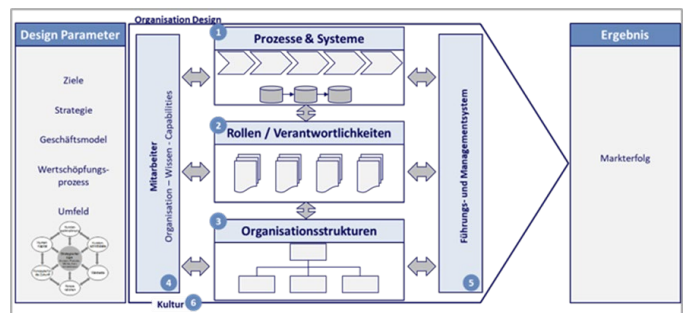 Organisation Design
Design Parameter
Ziele
Strategie
Geschäftsmodel
Wertschöpfungs-
prozess
Umfeld
Mitarbeiter
Organisation – Wissen - Capabilities
4
1
Prozesse & Systeme
2
Rollen / Verantwortlichkeiten
3
Organisationsstrukturen
Führungs- und Managementsystem
5
Kultur 6
Ergebnis
Markterfolg